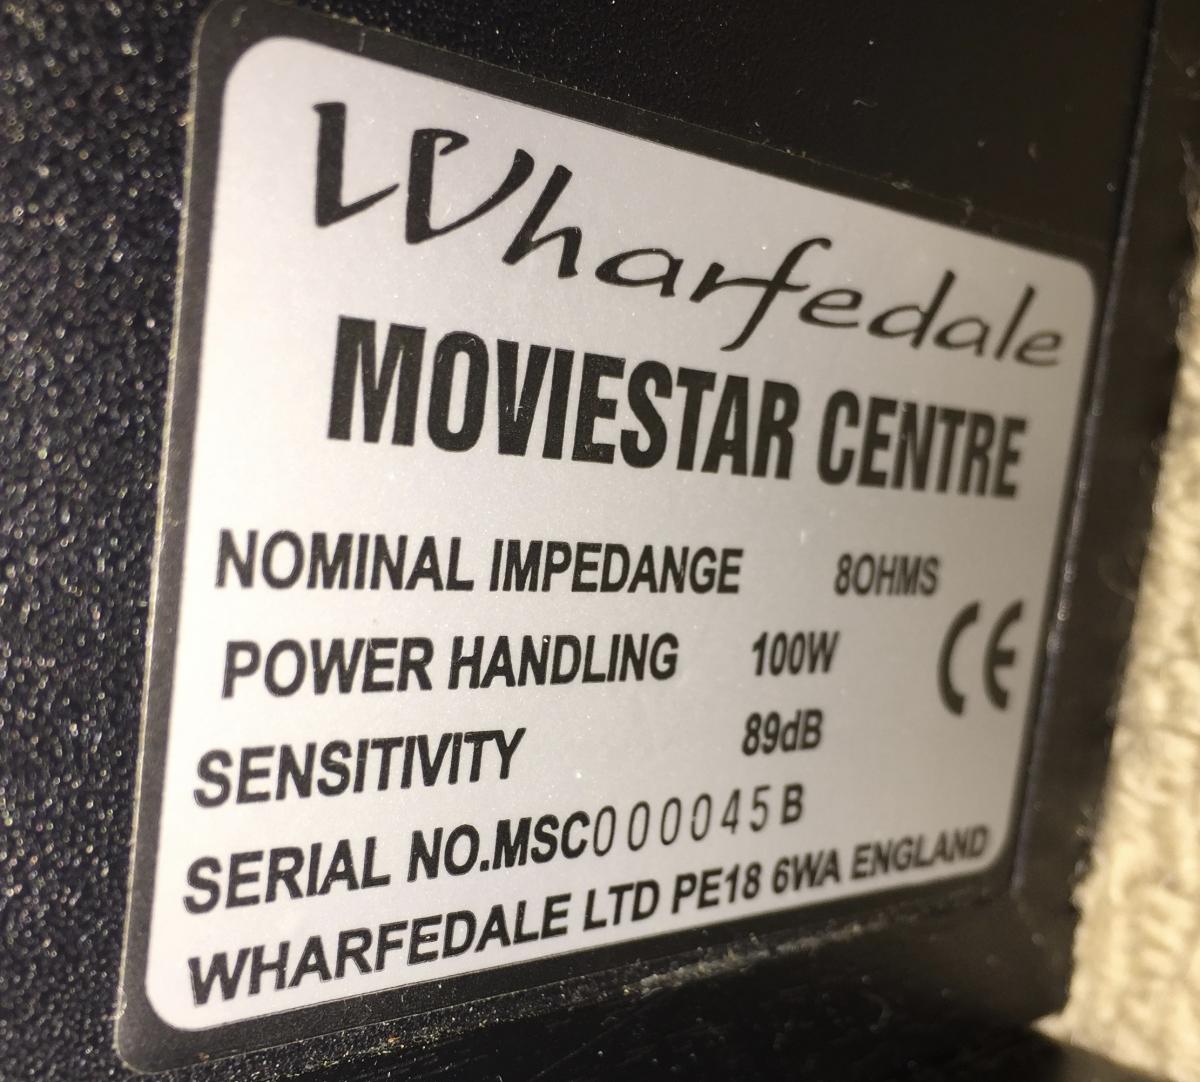 Wharfedale
MOVIESTAR CENTRE
NOMINAL IMPEDANGE 8OHMS
POWER HANDLING 100W
CE
SENSITIVITY 89dB
SERIAL NO.MSC000045B
WHARFEDALE LTD PE18 6WA ENGLAND